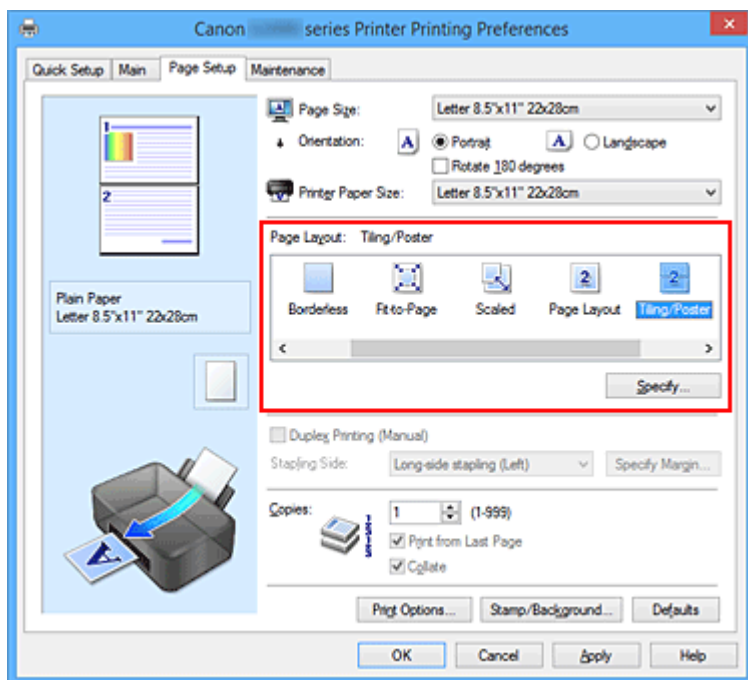 Canon series Printer Printing Preferences
Quick Setup Main Page Setup Maintenance
Page Size: Letter 8.5"x11" 22x28cm
Orientation: A Portrait A Landscape
Rotate 180 degrees
Printer Paper Size: Letter 8.5"x11" 22x28cm
Page Layout: Tiling/Poster
Borderless Fit-to-Page Scaled Page Layout Tiling/Poster
Specify...
1
2
Plain Paper
Letter 8.5"x11" 22x28cm
2
2
Duplex Printing (Manual)
Stapling Side: Long-side stapling (Left) Specify Margin...
Copies: 1 (1-999)
Print from Last Page
Collate
A
Print Options... Stamp/Background... Defaults
OK Cancel Apply Help